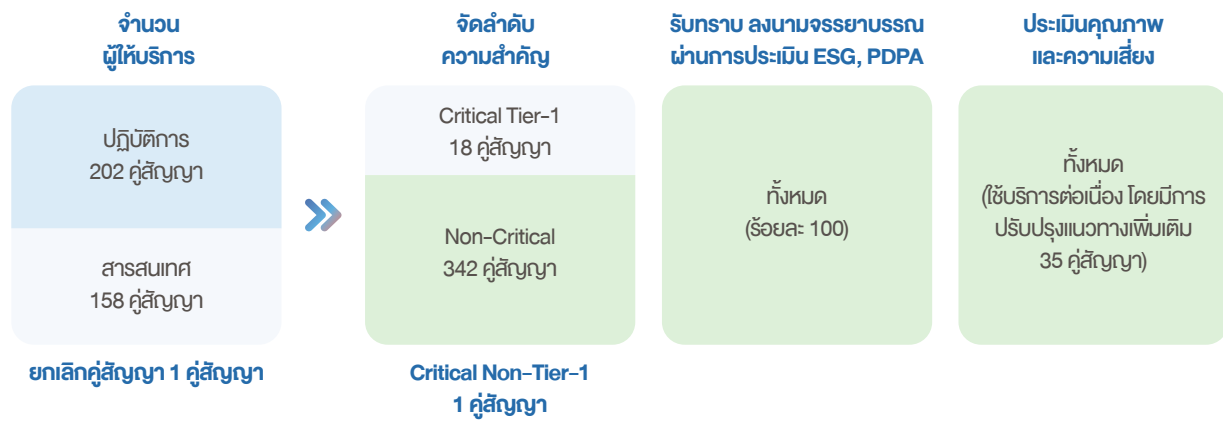 จำนวน
ผู้ให้บริการ
ปฏิบัติการ
202 คู่สัญญา
สารสนเทศ
158 คู่สัญญา
ยกเลิกคู่สัญญา 1 คู่สัญญา
จัดลำดับ
ความสำคัญ
Critical Tier-1
18 คู่สัญญา
Non-Critical
342 คู่สัญญา
Critical Non-Tier-1
1 คู่สัญญา
รับทราบ ลงนามจรรยาบรรณ
ผ่านการประเมิน ESG, PDPA
ทั้งหมด
(ร้อยละ 100)
ประเมินคุณภาพ
และความเสี่ยง
ทั้งหมด
(ใช้บริการต่อเนื่อง โดยมีการ
ปรับปรุงแนวทางเพิ่มเติม
35 คู่สัญญา)